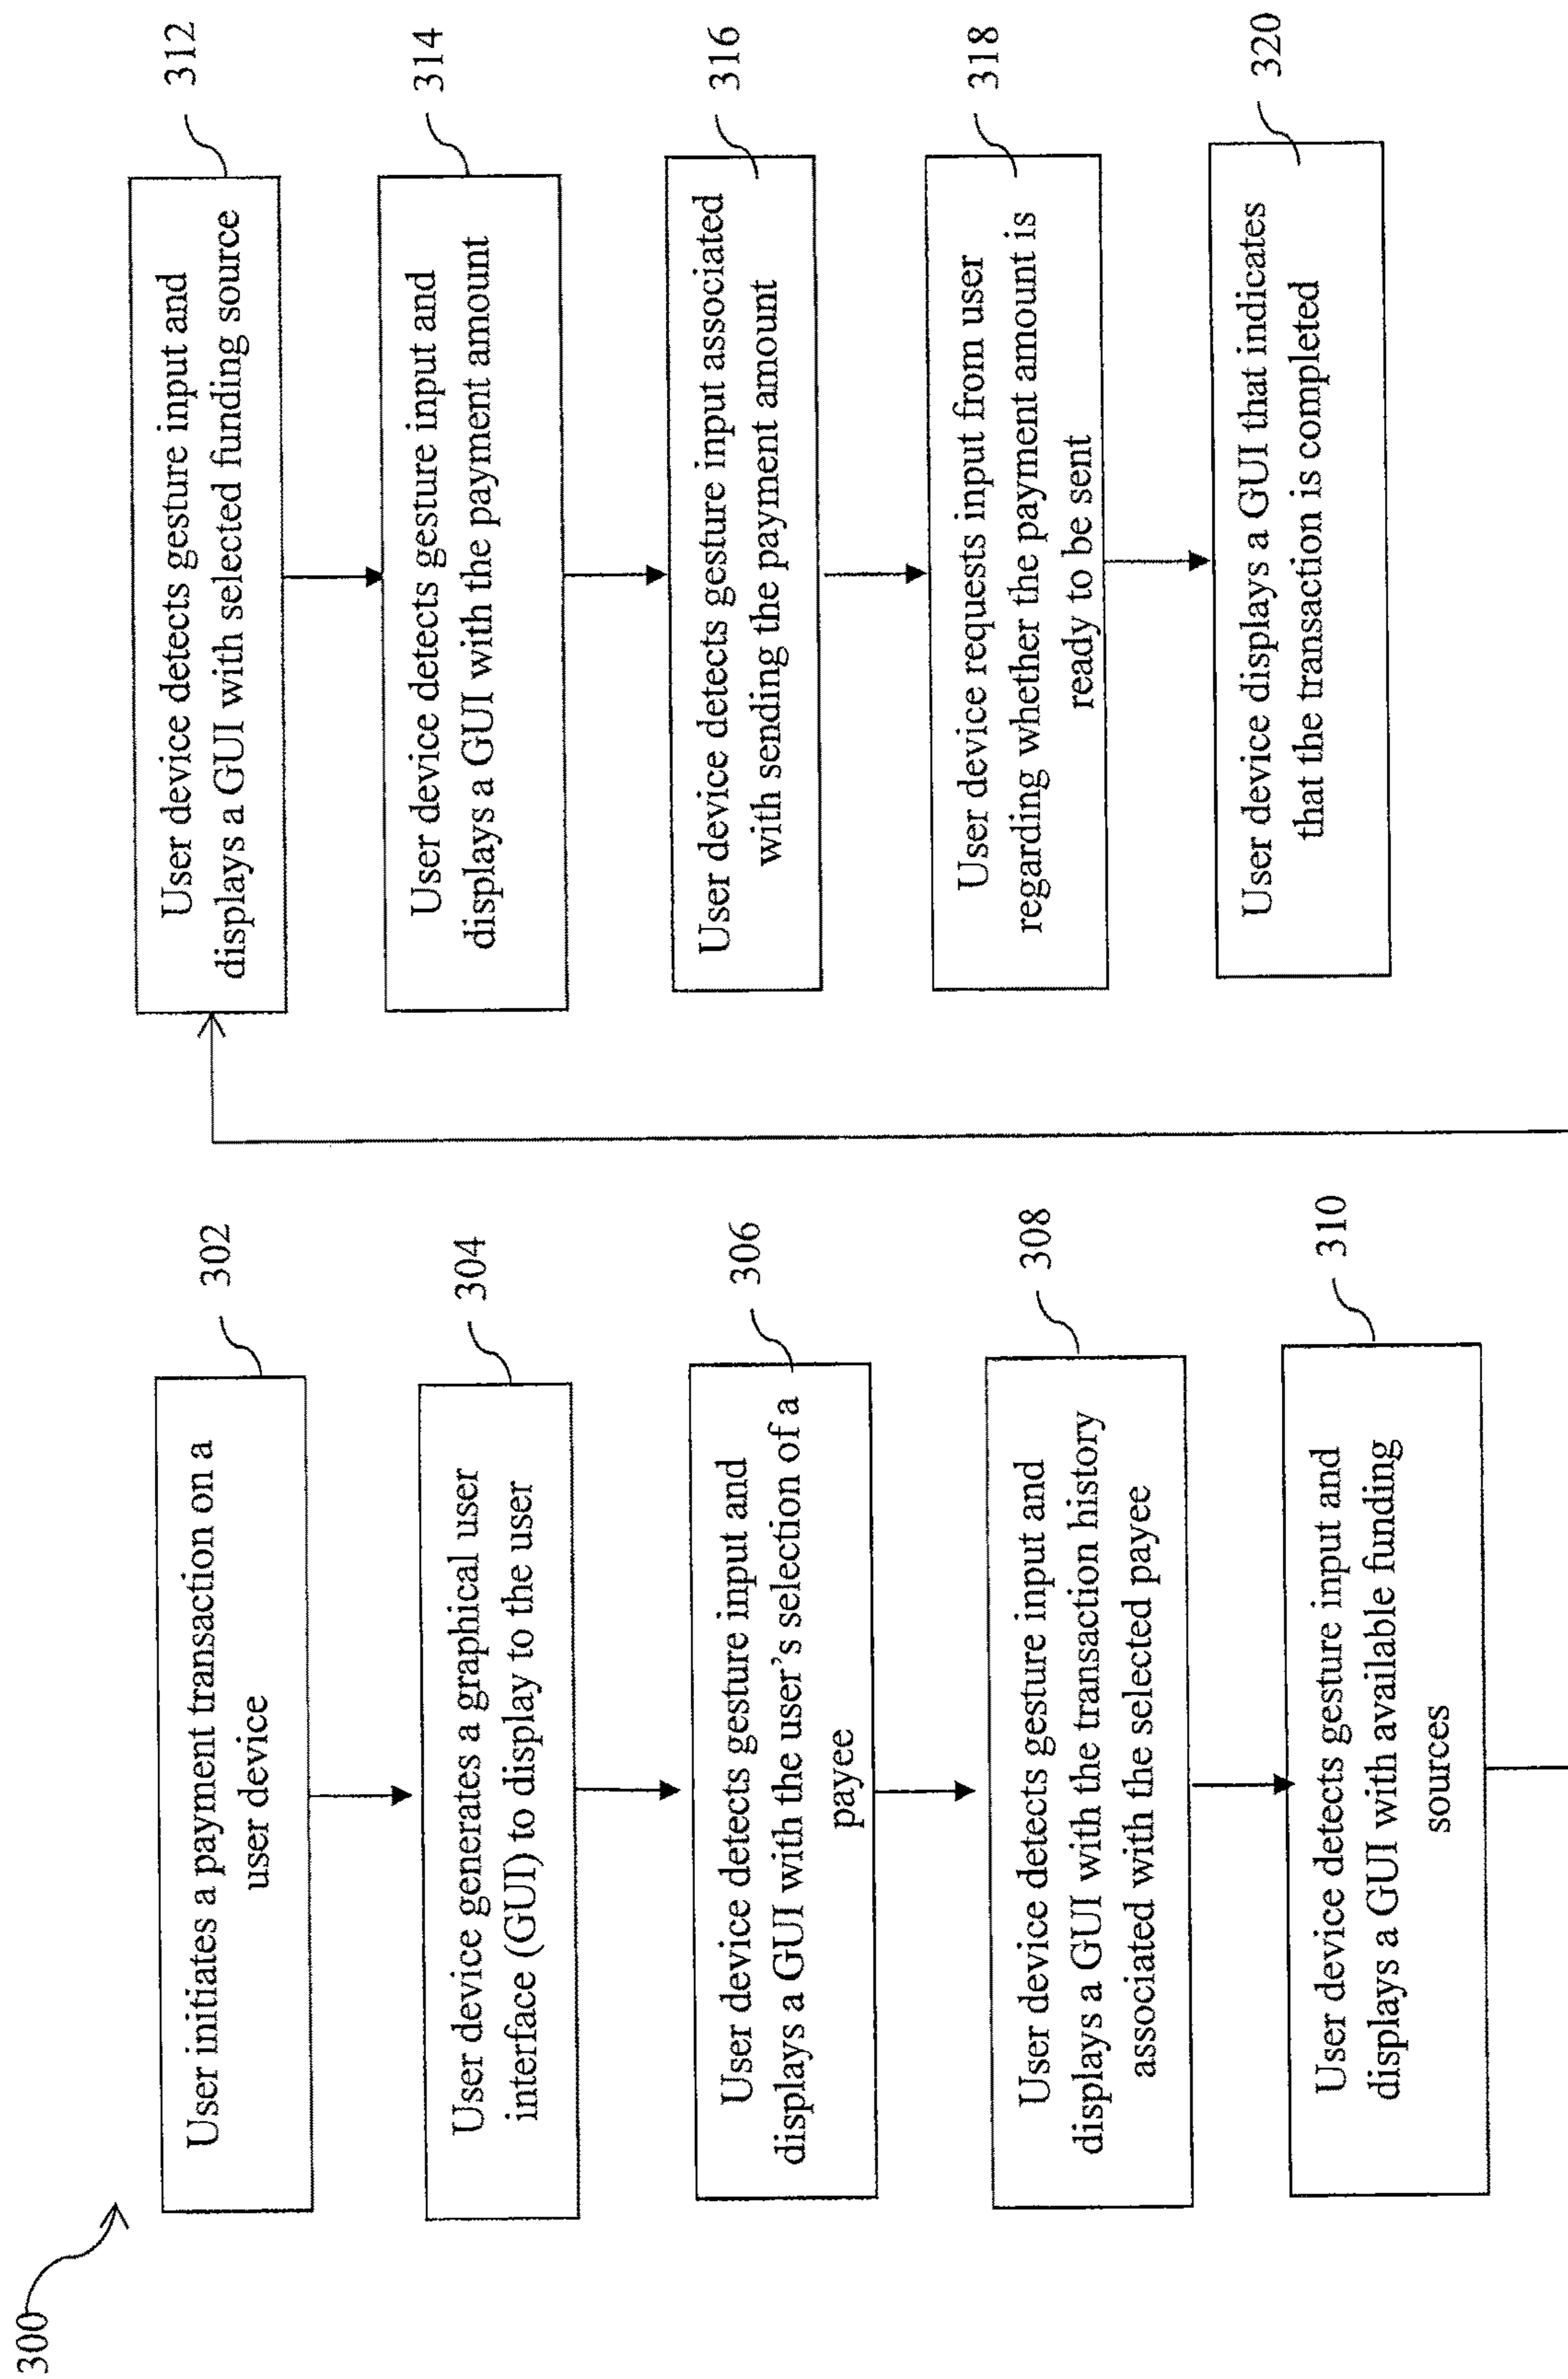 300
User initiates a payment transaction on a
user device
302
User device generates a graphical user
interface (GUI) to display to the user
304
User device detects gesture input and
displays a GUI with the user's selection of a
payee
306
User device detects gesture input and
displays a GUI with the transaction history
associated with the selected payee
308
User device detects gesture input and
displays a GUI with available funding
sources
310
User device detects gesture input and
displays a GUI with selected funding source
312
User device detects gesture input and
displays a GUI with the payment amount
314
User device detects gesture input associated
with sending the payment amount
316
User device requests input from user
regarding whether the payment amount is
ready to be sent
318
User device displays a GUI that indicates
that the transaction is completed
320